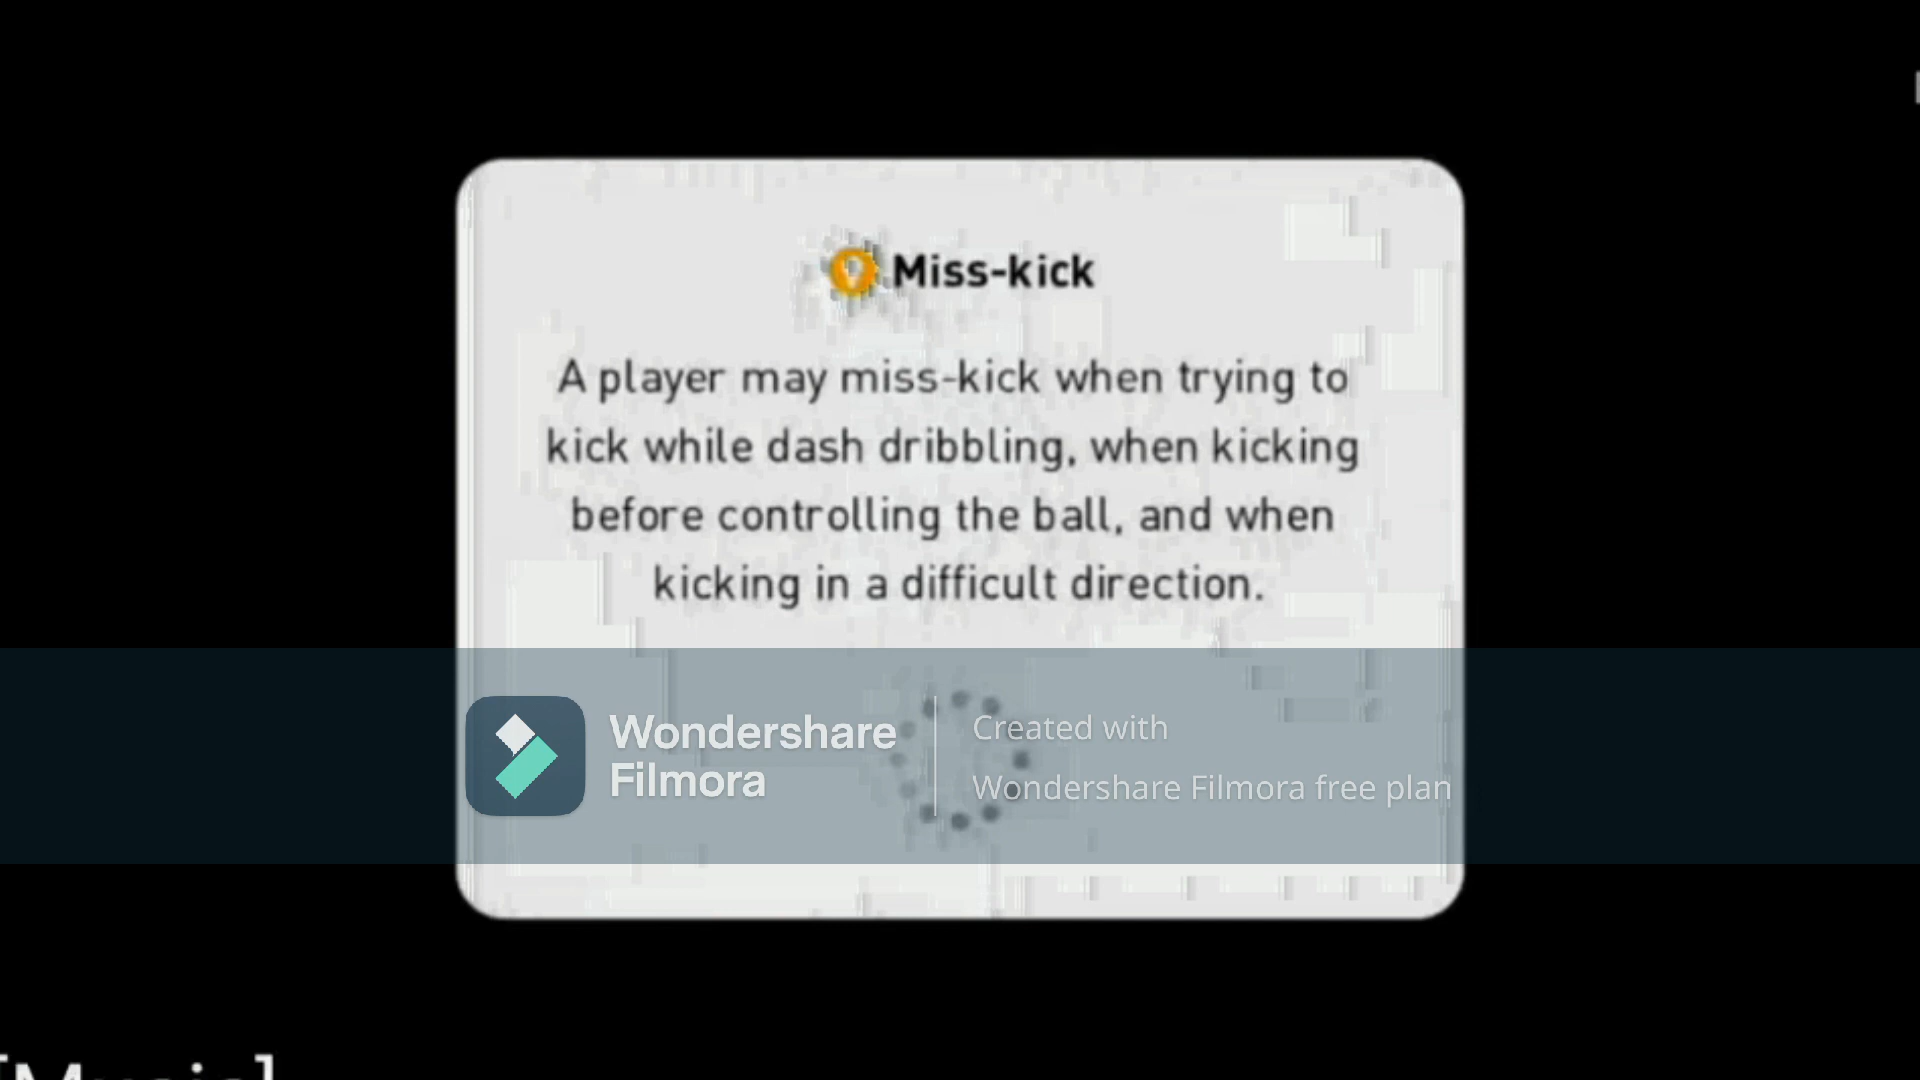 Miss-kick
A player may miss-kick when trying to
kick while dash dribbling, when kicking
before controlling the ball, and when
kicking in a difficult direction.
Wondershare
Filmora
Created with
Wondershare Filmora free plan
[Music]